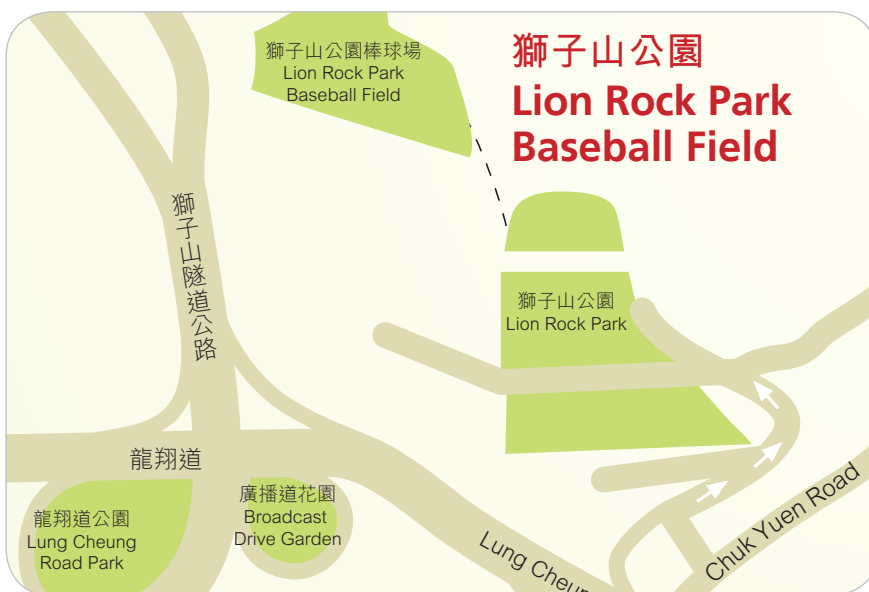 獅子山公園
Lion Rock Park
Baseball Field
獅子山公園棒球場
Lion Rock Park
Baseball Field
獅子山隧道公路
獅子山公園
Lion Rock Park
龍翔道
龍翔道公園
Lung Cheung
Road Park
廣播道花園
Broadcast
Drive Garden
Lung Cheun
Chuk Yuen Road